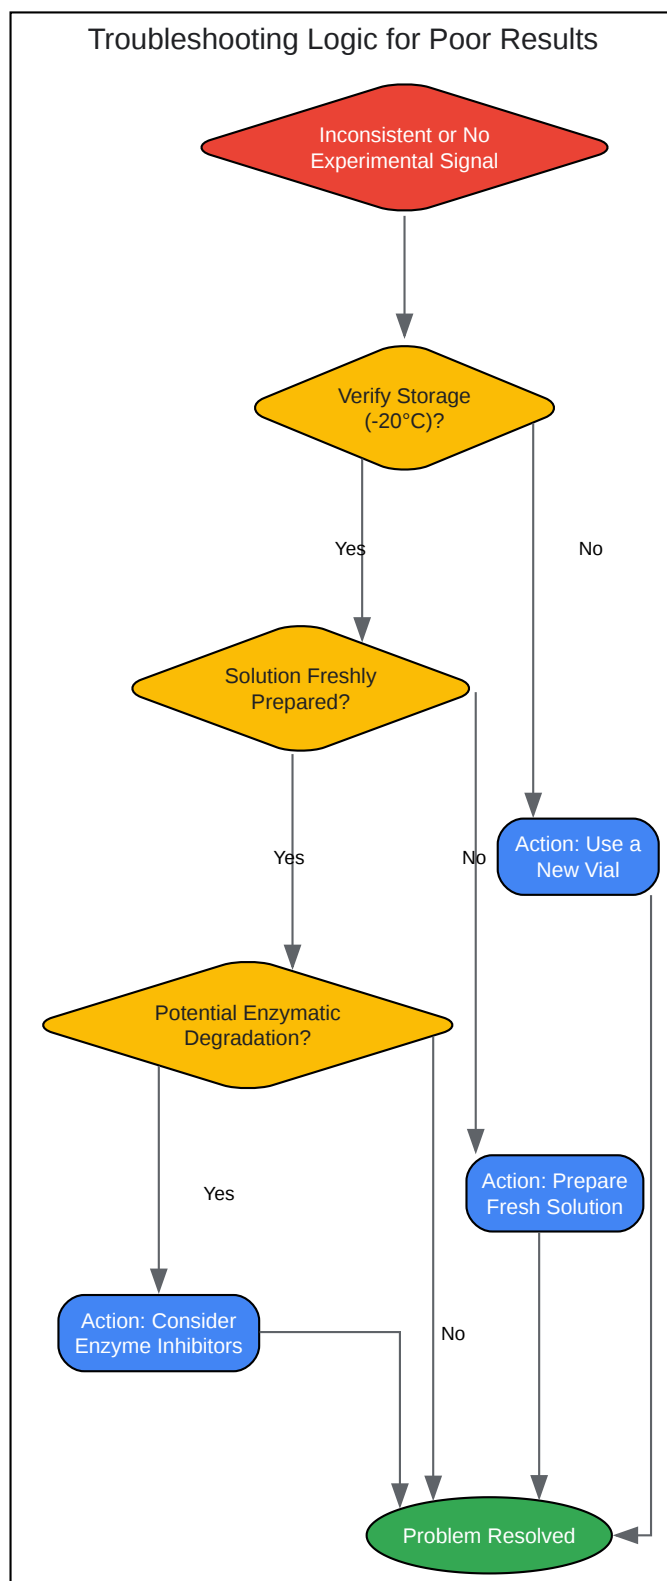 Troubleshooting Logic for Poor Results
Inconsistent or No
Experimental Signal
Verify Storage
(-20°C)?
Yes
No
Solution Freshly
Prepared?
Yes
No
Action: Use a
New Vial
Potential Enzymatic
Degradation?
Yes
Action: Prepare
Fresh Solution
Action: Consider
Enzyme Inhibitors
No
Problem Resolved